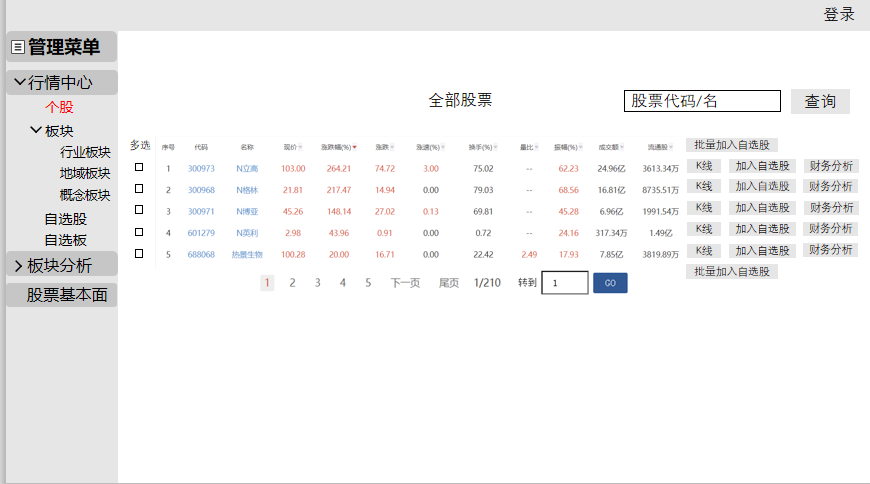 登录
管理菜单
行情中心
个股
板块
行业板块
地域板块
概念板块
自选股
自选板
板块分析
股票基本面
全部股票 股票代码/名 查询
多选 序号 代码 名称 现价 涨跌幅(%) 涨跌 涨速(%) 换手(%) 量比 振幅(%) 成交额 流通股 批量加入自选股
1 300973 N立高 103.00 264.21 74.72 3.00 75.02 -- 62.23 24.96亿 3613.34万 K线 加入自选股 财务分析
2 300968 N格林 21.81 217.47 14.94 0.00 79.03 -- 68.56 16.81亿 8735.51万 K线 加入自选股 财务分析
3 300971 N博亚 45.26 148.14 27.02 0.13 69.81 -- 45.28 6.96亿 1991.54万 K线 加入自选股 财务分析
4 601279 N英利 2.98 43.96 0.91 0.00 0.72 -- 24.16 317.34万 1.49亿 K线 加入自选股 财务分析
5 688068 热景生物 100.28 20.00 16.71 0.00 22.42 2.49 17.93 7.85亿 3819.89万 K线 加入自选股 财务分析
批量加入自选股
1 2 3 4 5 下一页 尾页 1/210 转到 1 GO